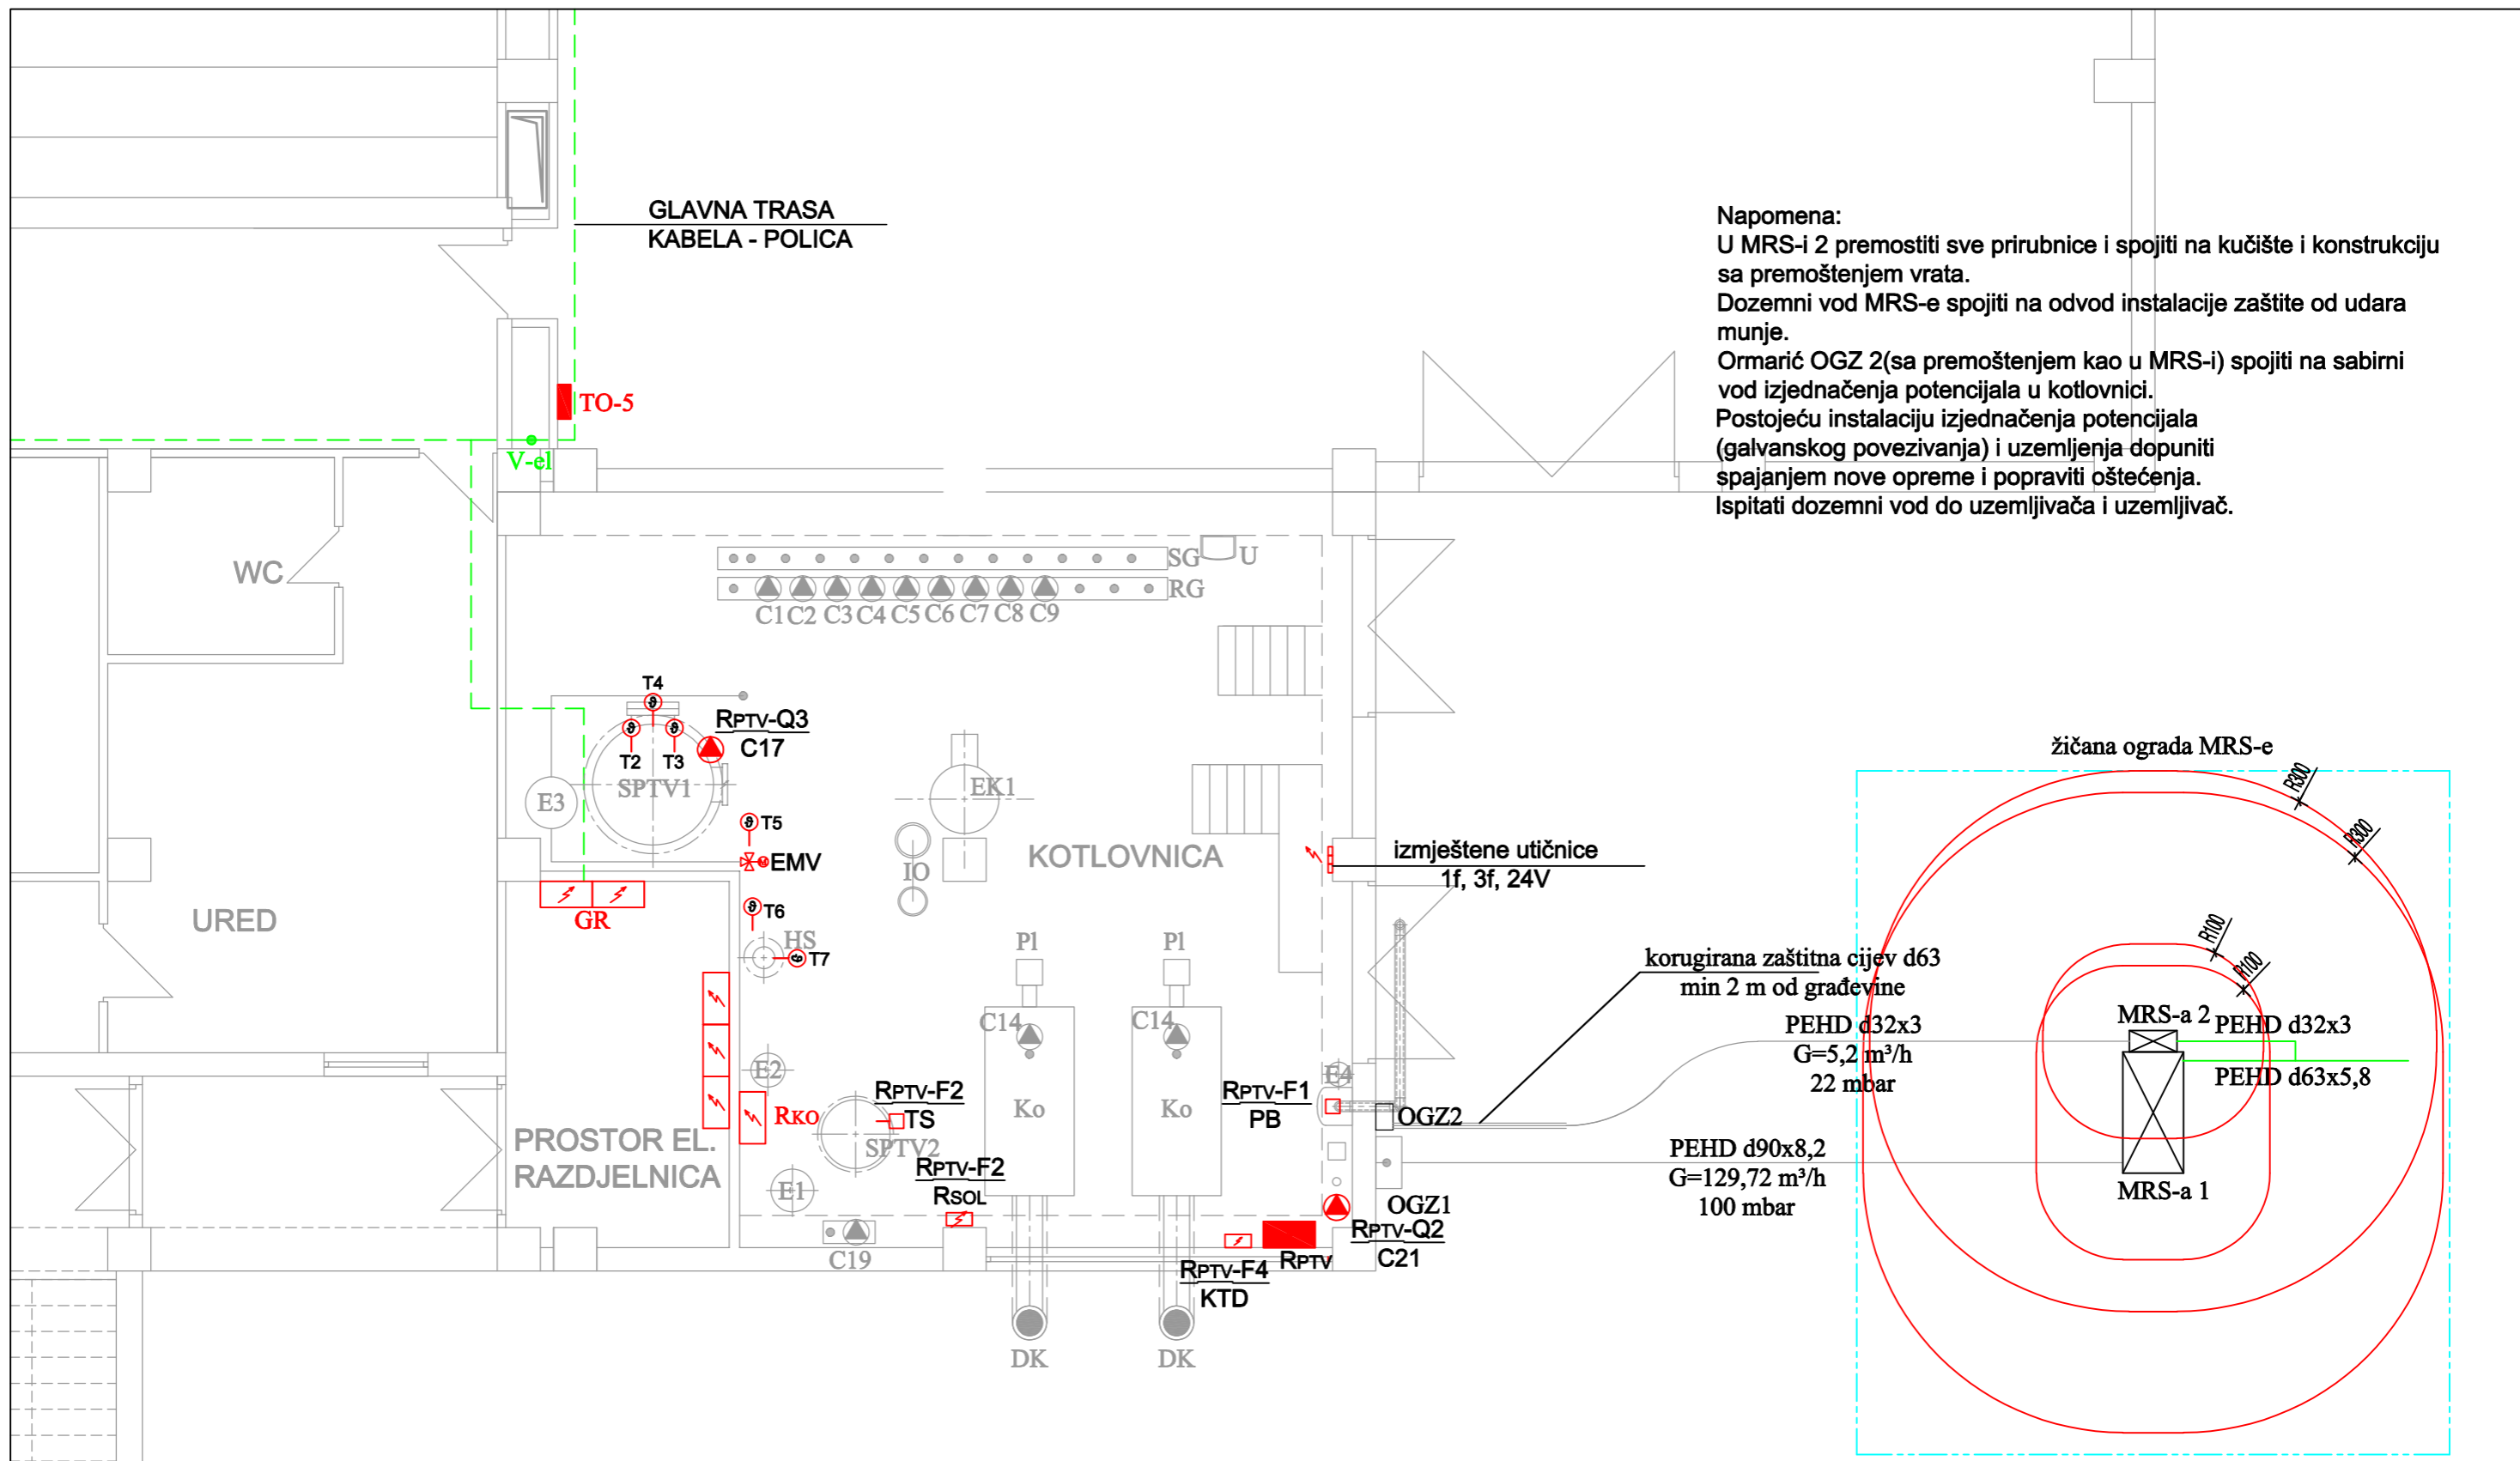 GLAVNA TRASA
KABELA - POLICA
Napomena:
U MRS-i 2 premostiti sve prirubnice i spojiti na kučište i konstrukciju
sa premoštenjem vrata.
Dozemni vod MRS-e spojiti na odvod instalacije zaštite od udara
munje.
Ormarić OGZ 2(sa premoštenjem kao u MRS-i) spojiti na sabirni
vod izjednačenja potencijala u kotlovnici.
Postojeću instalaciju izjednačenja potencijala
(galvanskog povezivanja) i uzemljenja dopuniti
spajanjem nove opreme i popraviti oštećenja.
Ispitati dozemni vod do uzemljivača i uzemljivač.
TO-5
V-el
WC
SG
U
RG
C1 C2 C3 C4 C5 C6 C7 C8 C9
T4
RPTV-Q3
C17
T2
T3
SPTV1
E3
EK1
T5
EMV
IO
KOTLOVNICA
izmještene utičnice
1f, 3f, 24V
žičana ograda MRS-e
R300
R300
URED
GR
T6
HS
T7
Pl
Pl
R100
R100
korugirana zaštitna cijev d63
min 2 m od građevine
C14
C14
PEHD d32x3
G=5,2 m³/h
22 mbar
MRS-a 2
PEHD d32x3
PEHD d63x5,8
E2
E4
RKO
RPTV-F2
TS
Ko
Ko
RPTV-F1
PB
OGZ2
PROSTOR EL.
RAZDJELNICA
SPTV2
PEHD d90x8,2
G=129,72 m³/h
100 mbar
MRS-a 1
E1
RPTV-F2
RSOL
OGZ1
RPTV-Q2
C21
C19
RPTV
RPTV-F4
KTD
DK
DK